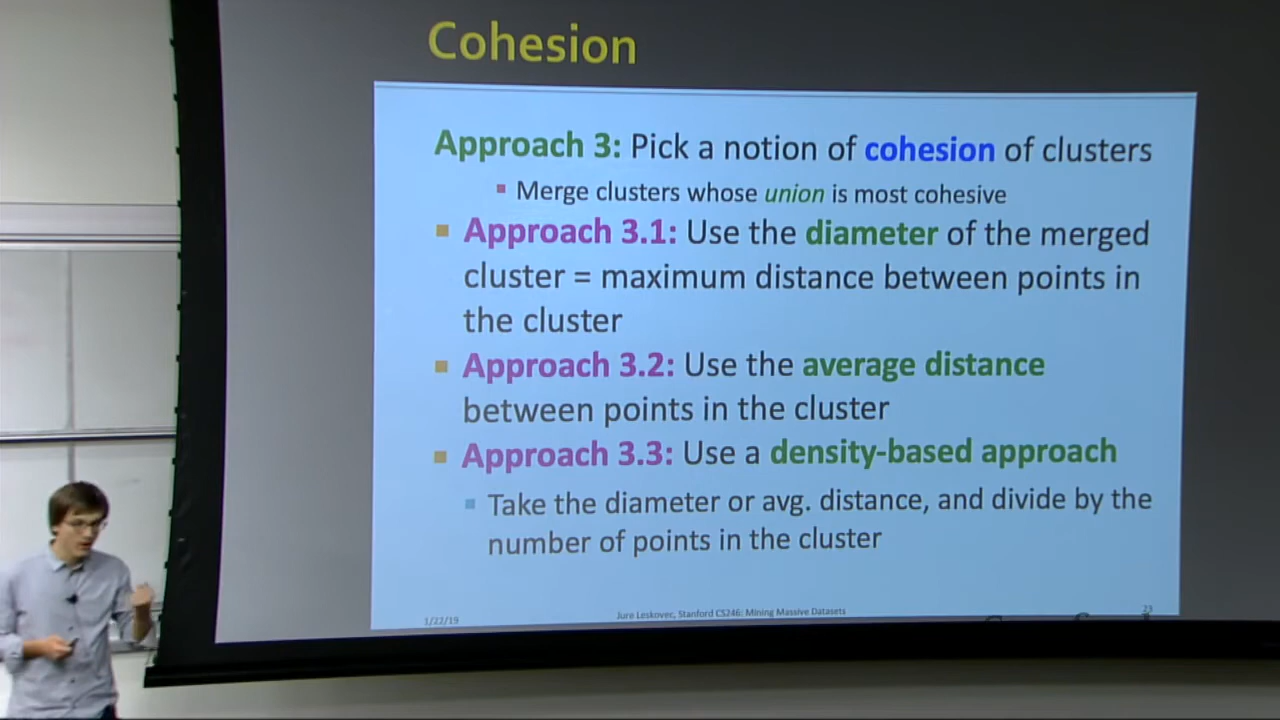 Cohesion
Approach 3: Pick a notion of cohesion of clusters
Merge clusters whose union is most cohesive
Approach 3.1: Use the diameter of the merged
cluster = maximum distance between points in
the cluster
Approach 3.2: Use the average distance
between points in the cluster
Approach 3.3: Use a density-based approach
Take the diameter or avg. distance, and divide by the
number of points in the cluster
1/22/19
Jure Leskovec, Stanford CS246: Mining Massive Datasets
23